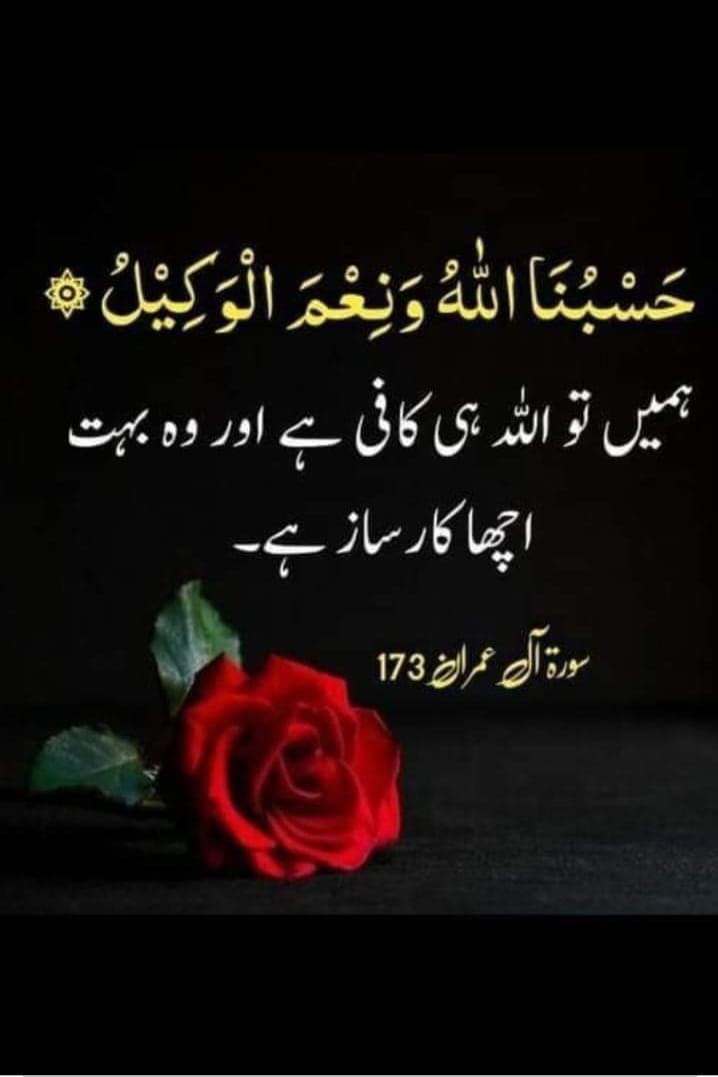 حَسْبُنَا اللّٰهُ وَنِعْمَ الْوَكِيْلُ ۞
ہمیں تو اللہ ہی کافی ہے اور وہ بہت
اچھا کارساز ہے۔
سورۃ آل عمران 173